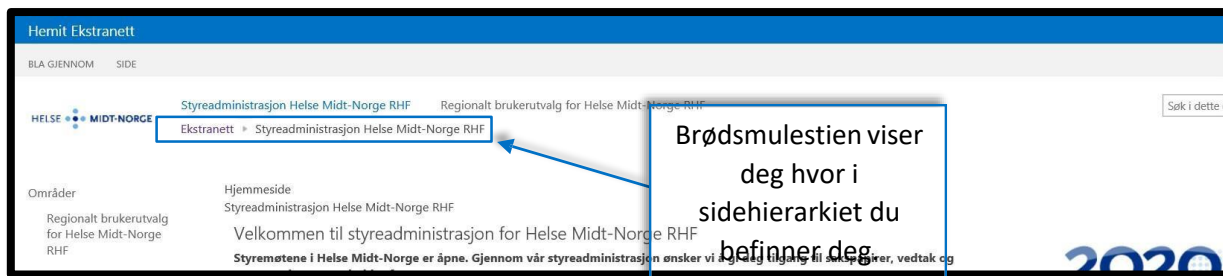 Hemit Ekstranett
BLA GJENNOM SIDE
Styreadministrasjon Helse Midt-Norge RHF Regionalt brukerutvalg for Helse Midt-Norge RHF
Søk i dette
HELSE MIDT-NORGE
Ekstranett ▸ Styreadministrasjon Helse Midt-Norge RHF
Brødsmulestien viser
deg hvor i
sidehierarkiet du
befinner deg.
Områder
Regionalt brukerutvalg
for Helse Midt-Norge
RHF
Hjemmeside
Styreadministrasjon Helse Midt-Norge RHF
Velkommen til styreadministrasjon for Helse Midt-Norge RHF
Styremøtene i Helse Midt-Norge er åpne. Gjennom vår styreadministrasjon ønsker vi å gi deg tilgang til sakspapirer, vedtak og
2020